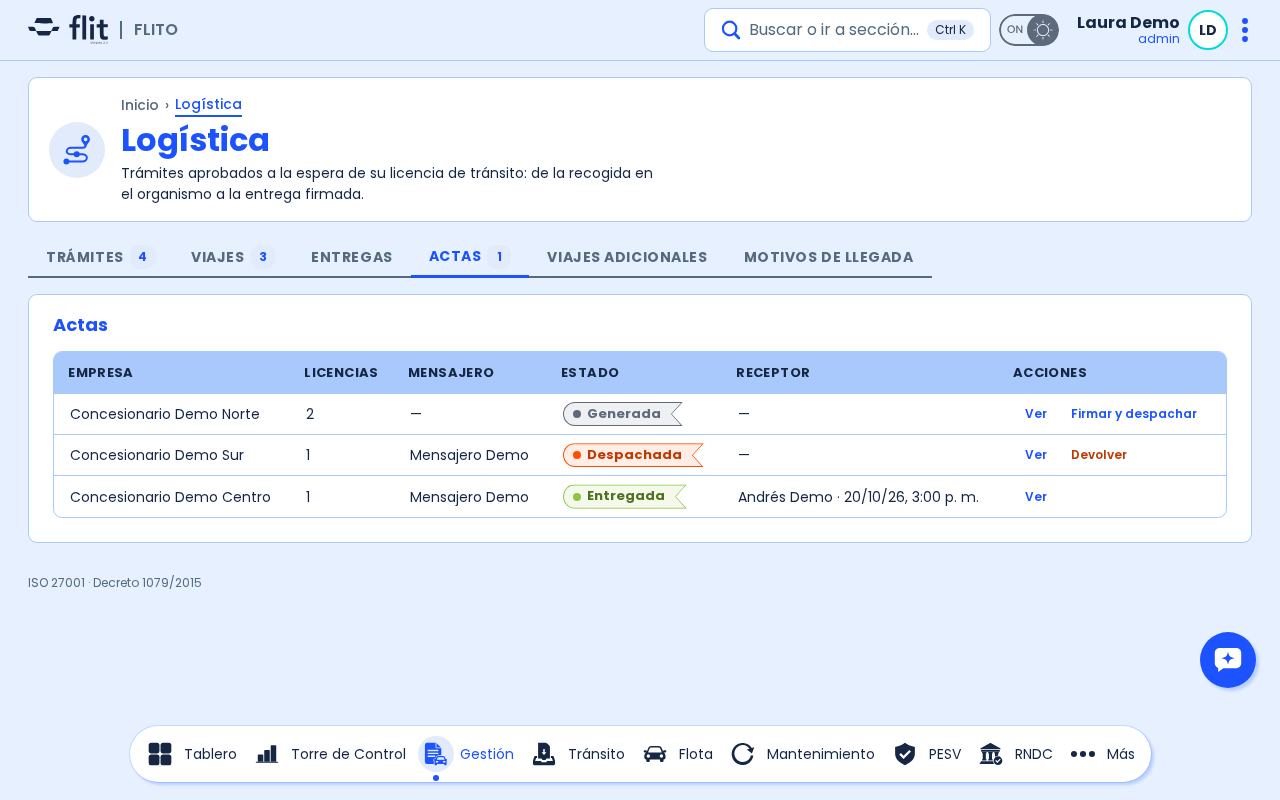 flit | FLITO
Buscar o ir a sección... Ctrl K
ON
Laura Demo
admin
LD
Inicio › Logística
Logística
Trámites aprobados a la espera de su licencia de tránsito: de la recogida en
el organismo a la entrega firmada.
TRÁMITES 4 VIAJES 3 ENTREGAS ACTAS 1 VIAJES ADICIONALES MOTIVOS DE LLEGADA
Actas
EMPRESA LICENCIAS MENSAJERO ESTADO RECEPTOR ACCIONES
Concesionario Demo Norte 2 — Generada — Ver Firmar y despachar
Concesionario Demo Sur 1 Mensajero Demo Despachada — Ver Devolver
Concesionario Demo Centro 1 Mensajero Demo Entregada Andrés Demo · 20/10/26, 3:00 p. m. Ver
ISO 27001 · Decreto 1079/2015
Tablero Torre de Control Gestión Tránsito Flota Mantenimiento PESV RNDC Más